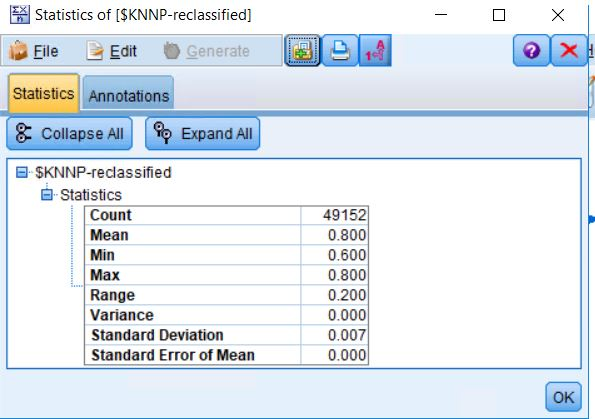 Statistics of [$KNNP-reclassified]
File Edit Generate
Statistics Annotations
Collapse All Expand All
$KNNP-reclassified
Statistics
Count 49152
Mean 0.800
Min 0.600
Max 0.800
Range 0.200
Variance 0.000
Standard Deviation 0.007
Standard Error of Mean 0.000
OK